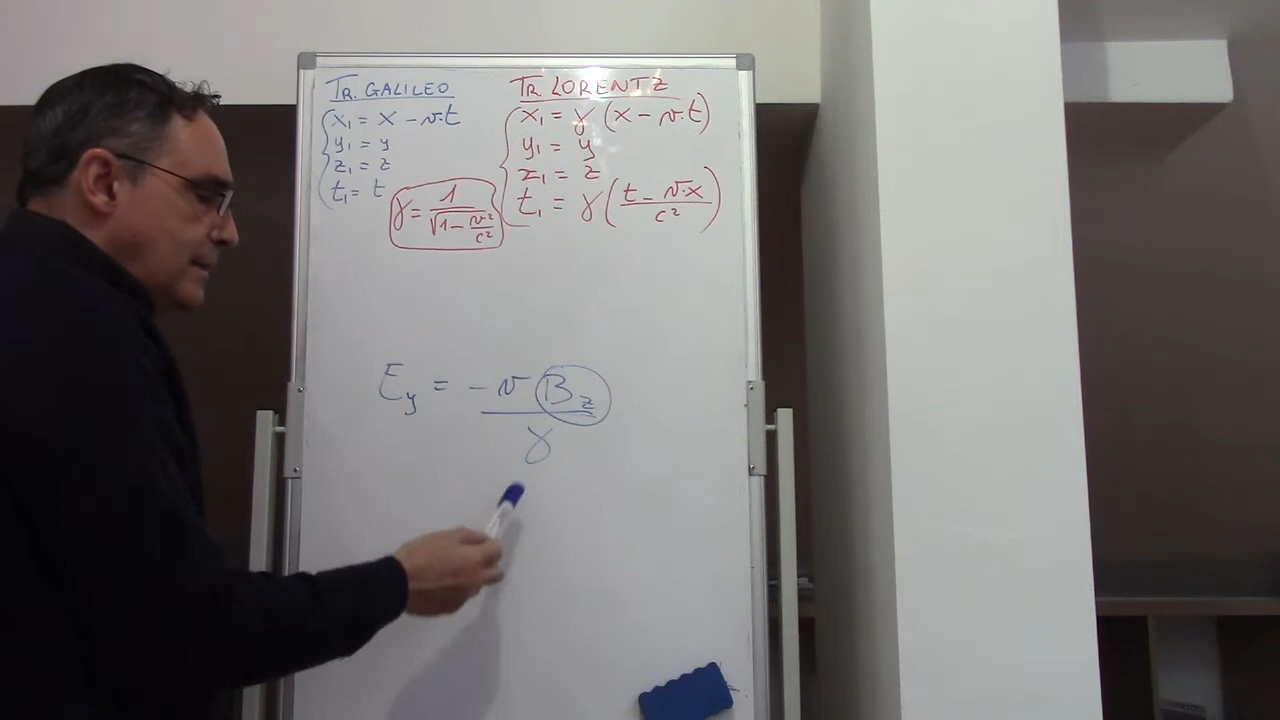 TR. GALILEO
x₁ = x - v·t
y₁ = y
z₁ = z
t₁ = t
γ = 1/√(1 - v²/c²)
TR LORENTZ
x₁ = γ (x - v·t)
y₁ = y
z₁ = z
t₁ = γ ((t - v·x)/c²)
E_y = (-v B_z)/γ